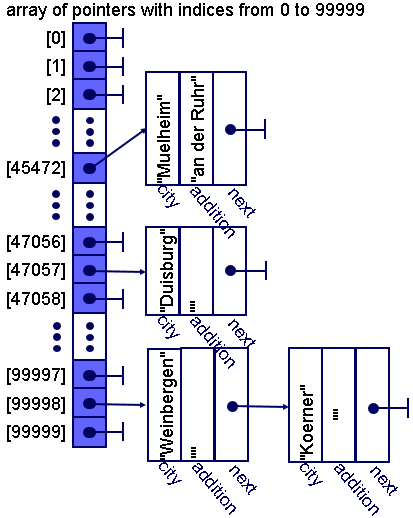 array of pointers with indices from 0 to 99999
[0]
[1]
[2]
[45472]
"Muelheim" "an der Ruhr"
city addition next
[47056]
[47057]
[47058]
"Duisburg" ""
city addition next
[99997]
[99998]
[99999]
"Weinbergen" ""
city addition next
"Koerner" ""
city addition next